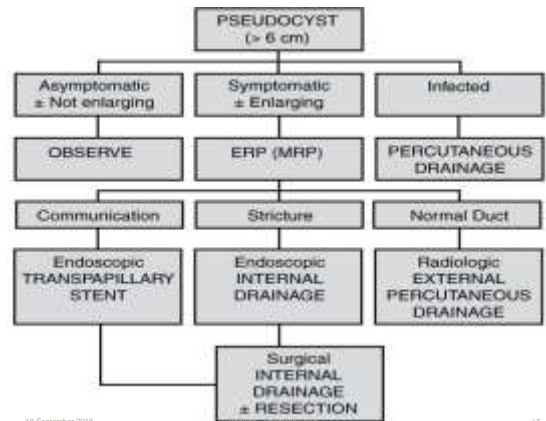 PSEUDOCYST
(> 6 cm)
Asymptomatic
± Not enlarging
Symptomatic
± Enlarging
Infected
OBSERVE
ERP (MRP)
PERCUTANEOUS
DRAINAGE
Communication
Stricture
Normal Duct
Endoscopic
TRANSPAPILLARY
STENT
Endoscopic
INTERNAL
DRAINAGE
Radiologic
EXTERNAL
PERCUTANEOUS
DRAINAGE
Surgical
INTERNAL
DRAINAGE
± RESECTION